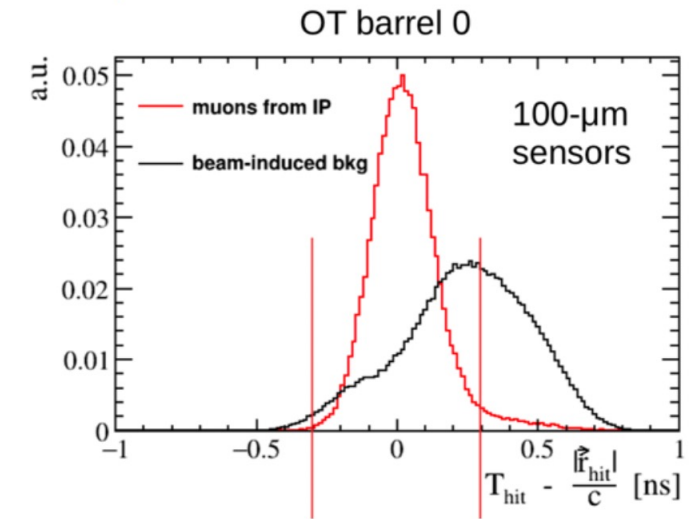 OT barrel 0
a.u.
0.05
0.04
0.03
0.02
0.01
0
muons from IP
beam-induced bkg
100-μm
sensors
−1
−0.5
0
0.5
1
T_hit - |r⃗_hit|/c [ns]